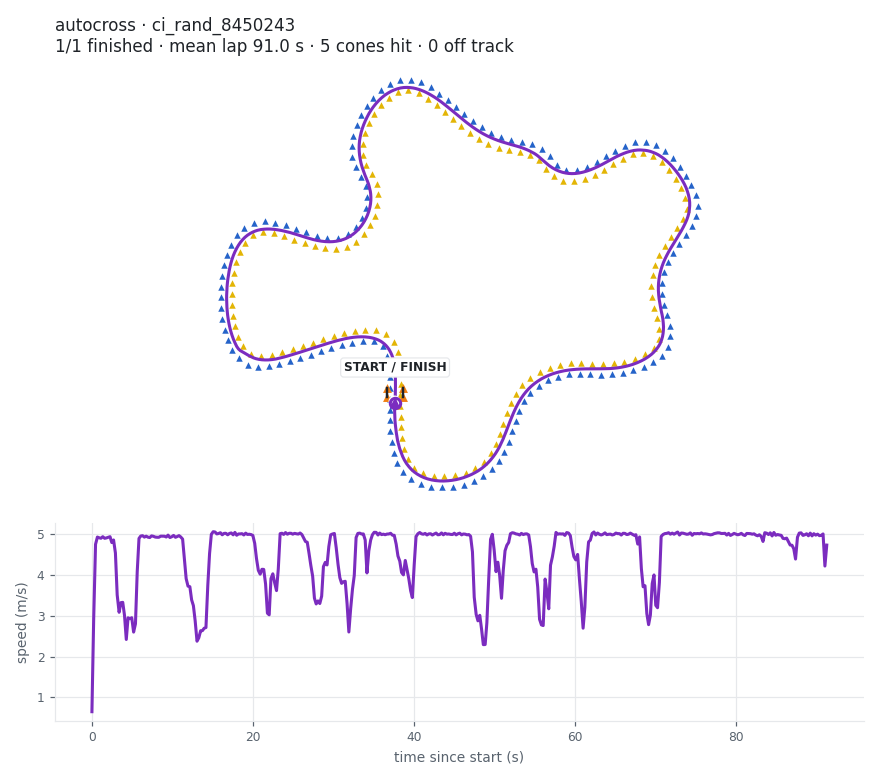 autocross · ci_rand_8450243
1/1 finished · mean lap 91.0 s · 5 cones hit · 0 off track
START / FINISH
5
4
3
2
1
speed (m/s)
0 20 40 60 80
time since start (s)